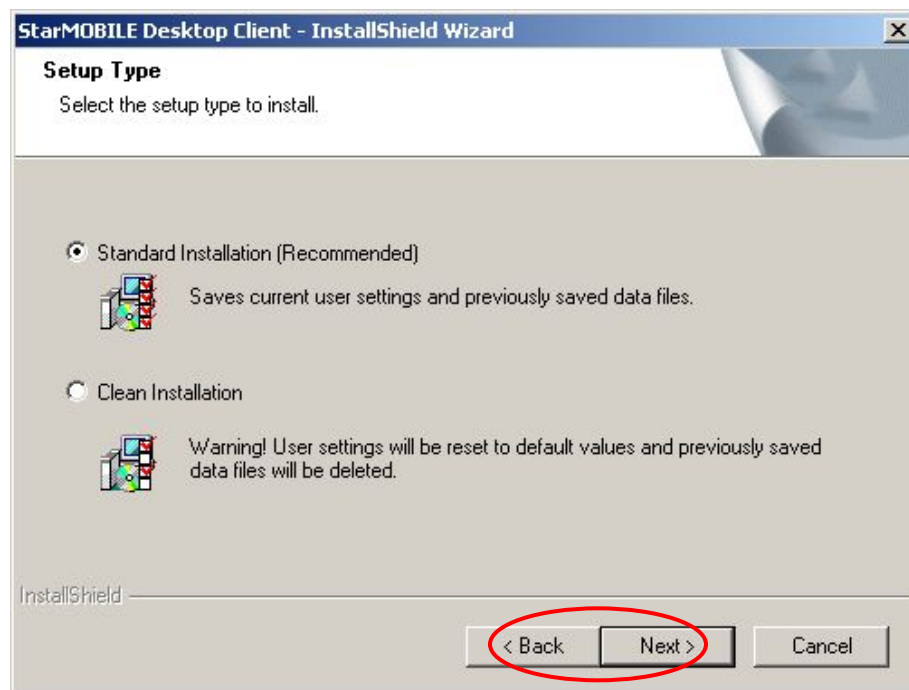 StarMOBILE Desktop Client - InstallShield Wizard
Setup Type
Select the setup type to install.
Standard Installation (Recommended)
Saves current user settings and previously saved data files.
Clean Installation
Warning! User settings will be reset to default values and previously saved
data files will be deleted.
InstallShield
< Back Next > Cancel